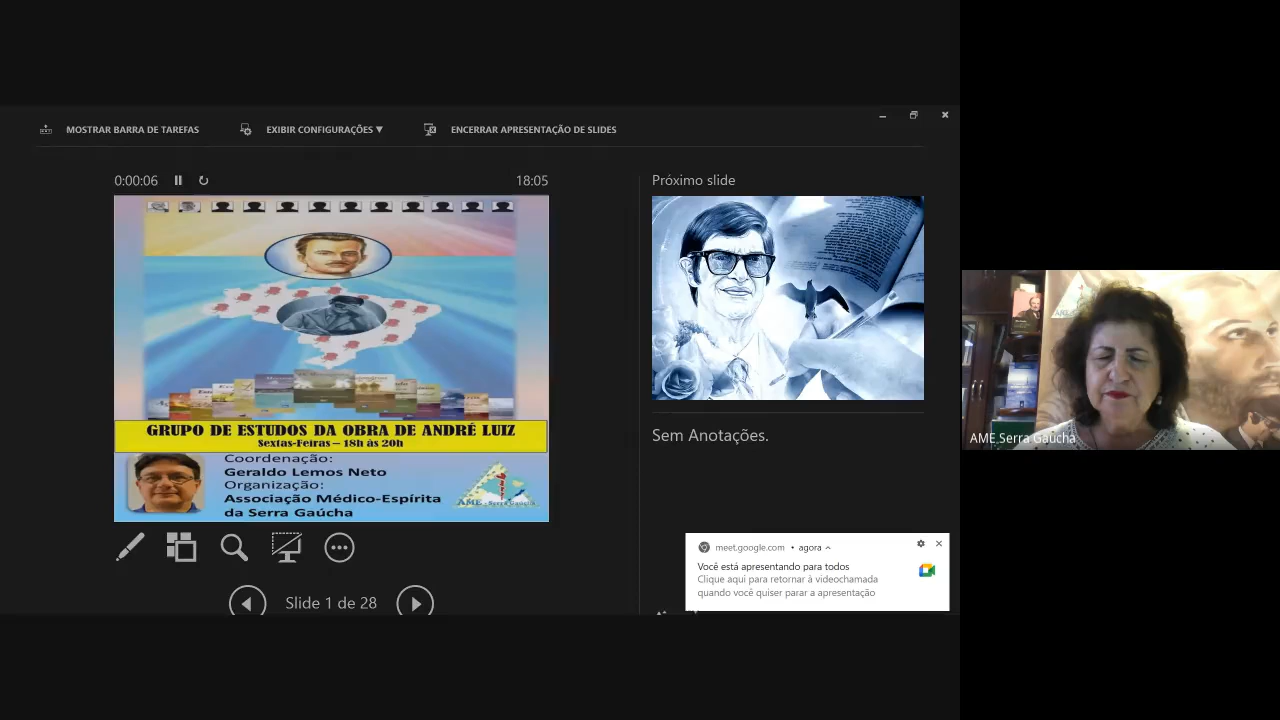 MOSTRAR BARRA DE TAREFAS
EXIBIR CONFIGURAÇÕES ▼
ENCERRAR APRESENTAÇÃO DE SLIDES
0:00:06
18:05
GRUPO DE ESTUDOS DA OBRA DE ANDRÉ LUIZ
Sextas-Feiras – 18h às 20h
Coordenação:
Geraldo Lemos Neto
Organização:
Associação Médico-Espírita
da Serra Gaúcha
AME - Serra Gaúcha
Slide 1 de 28
Próximo slide
Sem Anotações.
meet.google.com • agora
Você está apresentando para todos
Clique aqui para retornar à videochamada
quando você quiser parar a apresentação
AME Serra Gaúcha